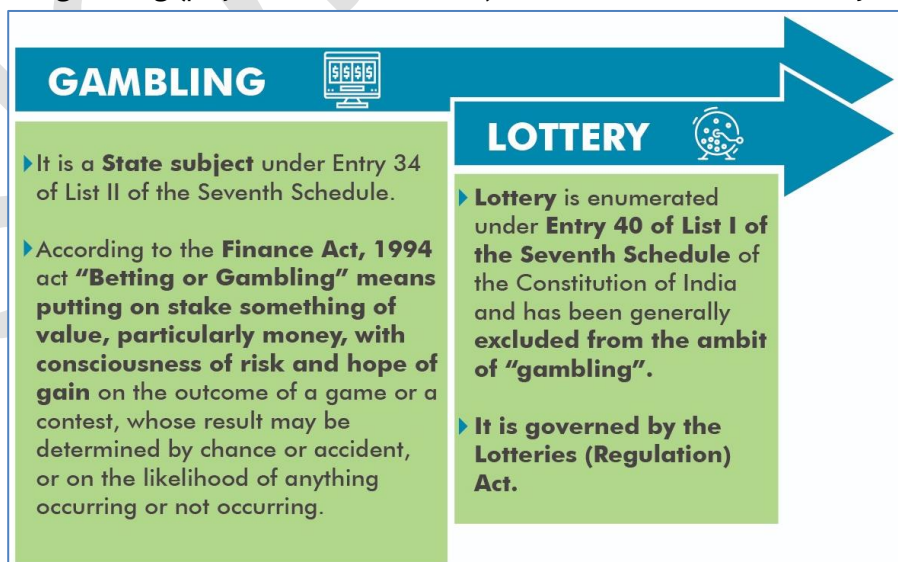 GAMBLING
$$$$
It is a State subject under Entry 34
of List II of the Seventh Schedule.
According to the Finance Act, 1994
act “Betting or Gambling” means
putting on stake something of
value, particularly money, with
consciousness of risk and hope of
gain on the outcome of a game or a
contest, whose result may be
determined by chance or accident,
or on the likelihood of anything
occurring or not occurring.
LOTTERY
Lottery is enumerated
under Entry 40 of List I of
the Seventh Schedule of
the Constitution of India
and has been generally
excluded from the ambit
of “gambling”.
It is governed by the
Lotteries (Regulation)
Act.